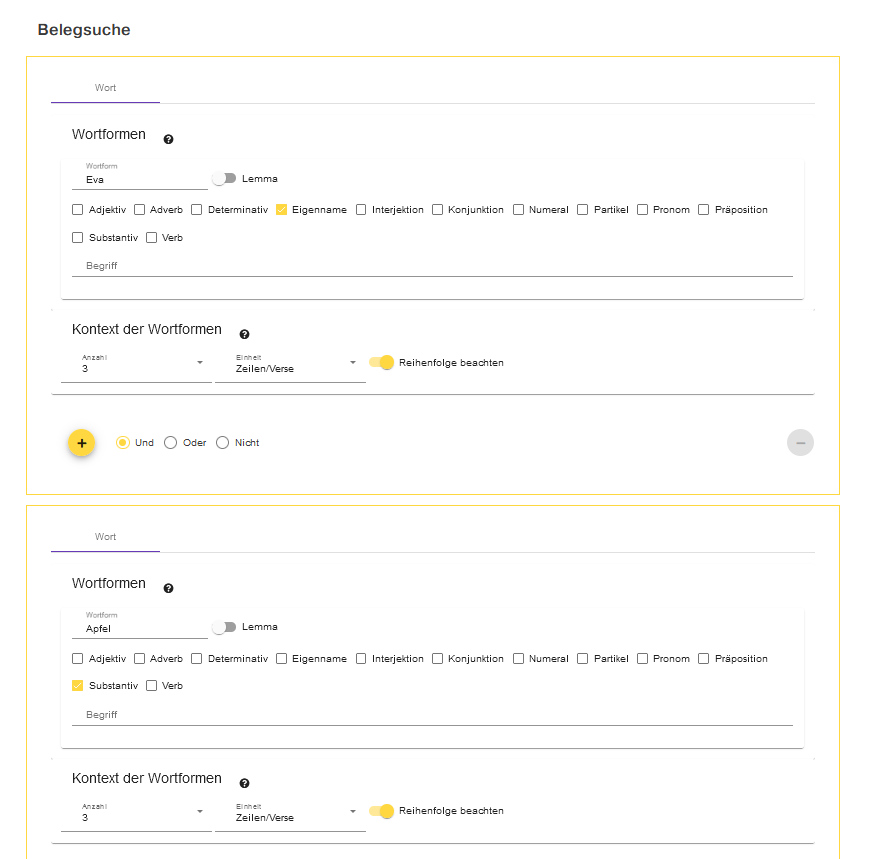 Belegsuche
Wort
Wortformen
Wortform
Eva
Lemma
Adjektiv Adverb Determinativ Eigenname Interjektion Konjunktion Numeral Partikel Pronom Präposition
Substantiv Verb
Begriff
Kontext der Wortformen
Anzahl Einheit
3 Zeilen/Verse Reihenfolge beachten
+ Und Oder Nicht −
Wort
Wortformen
Wortform
Apfel
Lemma
Adjektiv Adverb Determinativ Eigenname Interjektion Konjunktion Numeral Partikel Pronom Präposition
Substantiv Verb
Begriff
Kontext der Wortformen
Anzahl Einheit
3 Zeilen/Verse Reihenfolge beachten